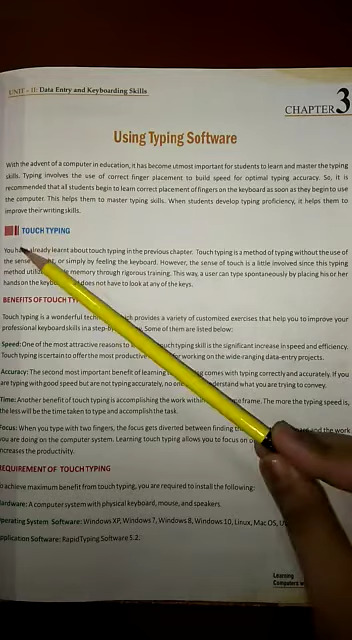 UNIT - II: Data Entry and Keyboarding Skills
CHAPTER 3
Using Typing Software
With the advent of a computer in education, it has become utmost important for students to learn and master the typing
skills. Typing involves the use of correct finger placement to build speed for optimal typing accuracy. So, it is
recommended that all students begin to learn correct placement of fingers on the keyboard as soon as they begin to use
the computer. This helps them to master typing skills. When students develop typing proficiency, it helps them to
improve their writing skills.
TOUCH TYPING
You have already learnt about touch typing in the previous chapter. Touch typing is a method of typing without the use of
the sense or simply by feeling the keyboard. However, the sense of touch is a little involved since this typing
method memory through rigorous training. This way, a user can type spontaneously by placing his or her
hands on the does not have to look at any of the keys.
BENEFITS OF TOUCH
Touch typing is a wonderful which provides a variety of customized exercises that help you to improve your
professional keyboard skills in a Some of them are listed below:
Speed: One of the most attractive reasons to touch typing skill is the significant increase in speed and efficiency.
Touch typing is certain to offer the most for working on the wide-ranging data-entry projects.
Accuracy: The second most important benefit of learning comes with typing correctly and accurately. If you
are typing with good speed but are not typing accurately, no one understand what you are trying to convey.
Time: Another benefit of touch typing is accomplishing the work frame. The more the typing speed is,
the less will be the time taken to type and accomplish the task.
Focus: When you type with two fingers, the focus gets diverted between finding and the work
you are doing on the computer system. Learning touch typing allows you to focus on
increases the productivity.
REQUIREMENT OF TOUCH TYPING
To achieve maximum benefit from touch typing, you are required to install the following:
Hardware: A computer system with physical keyboard, mouse, and speakers.
Operating System Software: Windows XP, Windows 7, Windows 8, Windows 10, Linux, Mac OS,
Application Software: RapidTyping Software 5.2.
Learning
Computers